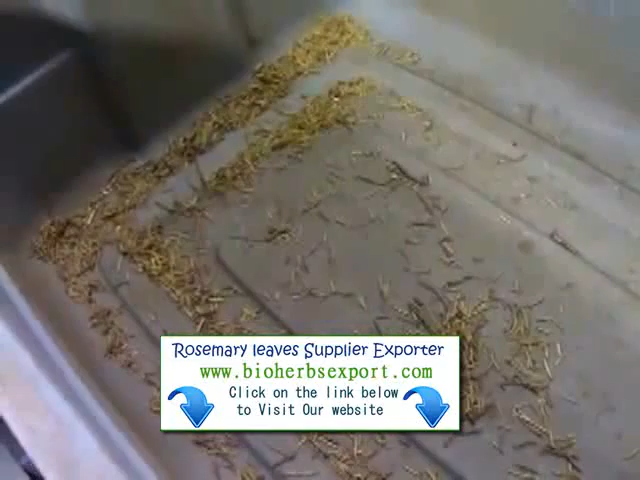 Rosemary leaves Supplier Exporter
www.bioherbsexport.com
Click on the link below
to Visit Our website